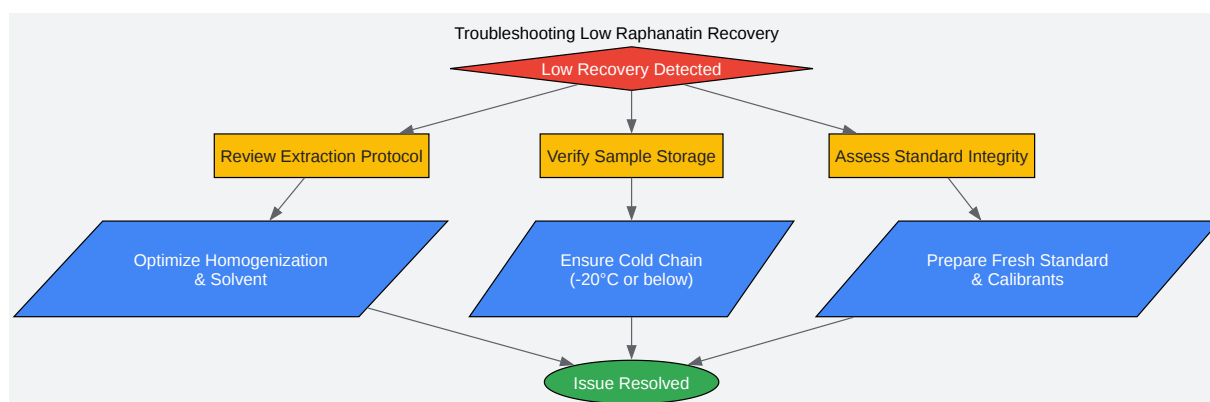 Troubleshooting Low Raphanatin Recovery
Low Recovery Detected
Review Extraction Protocol
Verify Sample Storage
Assess Standard Integrity
Optimize Homogenization
& Solvent
Ensure Cold Chain
(-20°C or below)
Prepare Fresh Standard
& Calibrants
Issue Resolved